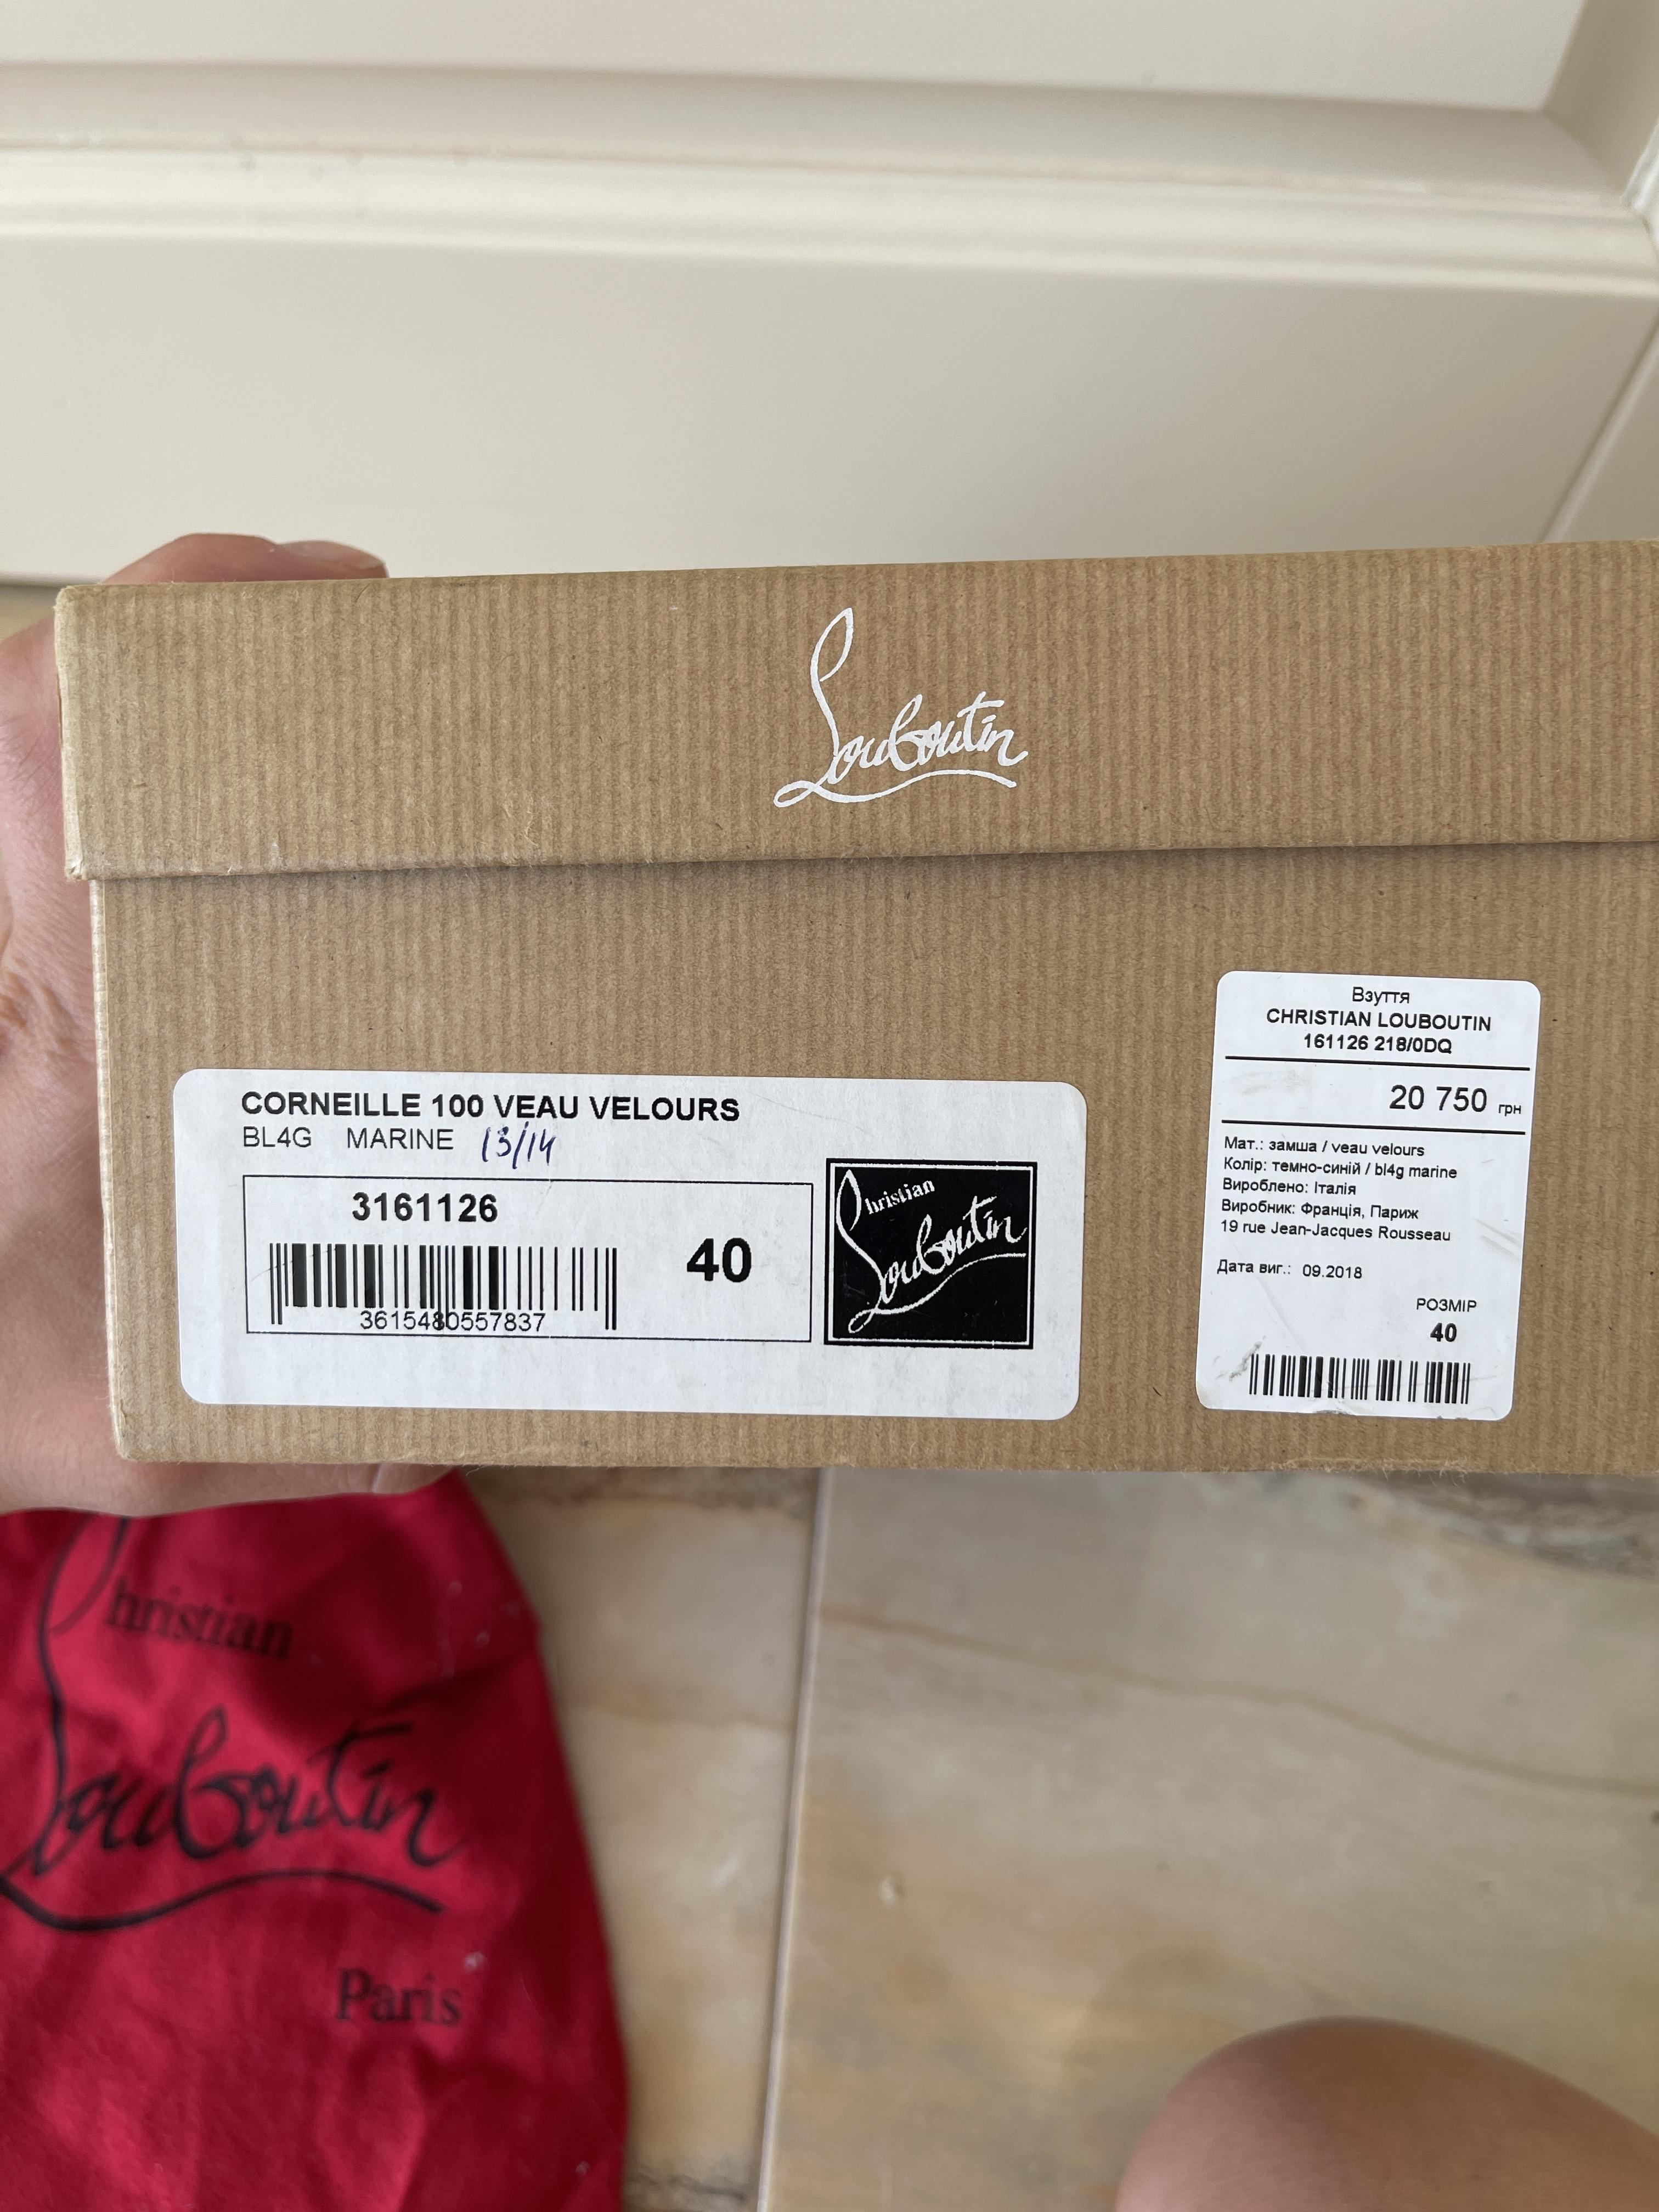 Louboutin
CORNEILLE 100 VEAU VELOURS
BL4G MARINE 13/14
3161126
40
3615480557837
Christian
Louboutin
Взуття
CHRISTIAN LOUBOUTIN
161126 218/0DQ
20 750 грн
Мат.: замша / veau velours
Колір: темно-синій / bl4g marine
Вироблено: Італія
Виробник: Франція, Париж
19 rue Jean-Jacques Rousseau
Дата виг.: 09.2018
РОЗМІР
40
Christian
Louboutin
Paris